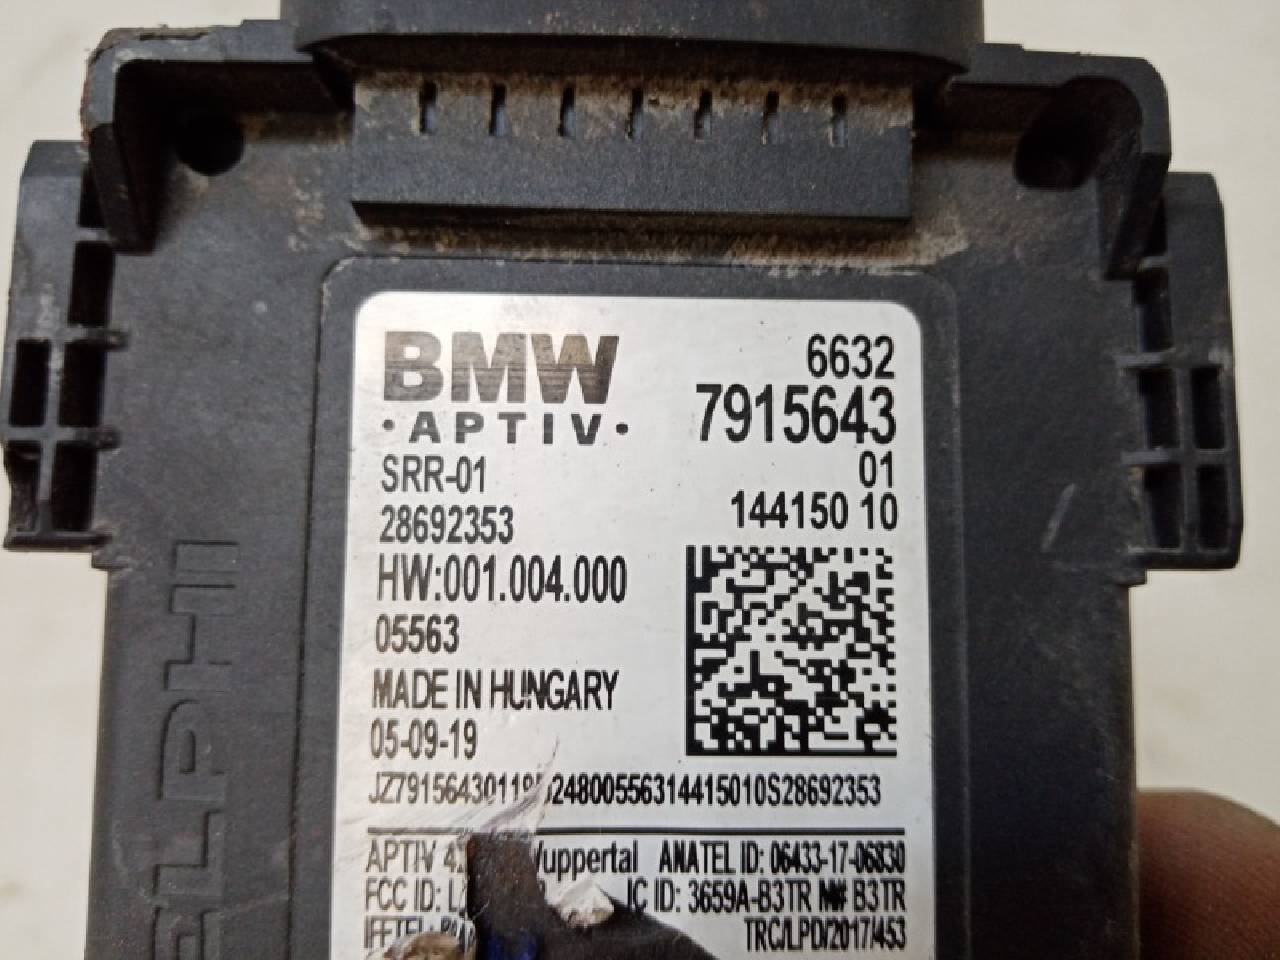 BMW
6632
·APTIV·
7915643
SRR-01
01
28692353
144150 10
HW:001.004.000
05563
MADE IN HUNGARY
05-09-19
DELPHI
APTIV Wuppertal ANATEL ID: 06433-17-06830
FCC ID: IC ID: 3659A-B3TR M# B3TR
TRC/LPD/2017/453